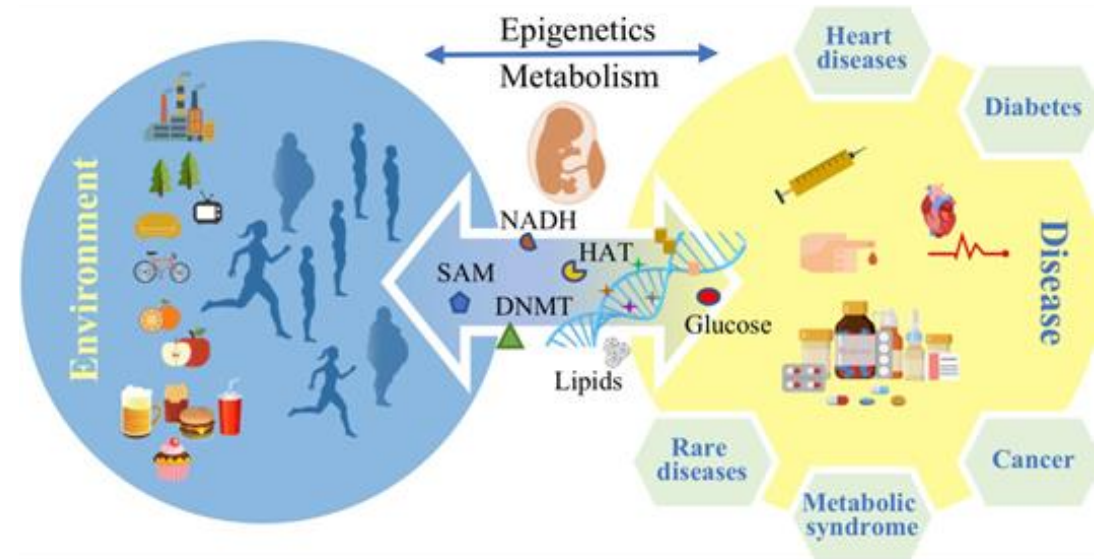 Epigenetics
Metabolism
Environment
NADH
HAT
SAM
DNMT
Lipids
Glucose
Heart
diseases
Diabetes
Disease
Cancer
Metabolic
syndrome
Rare
diseases